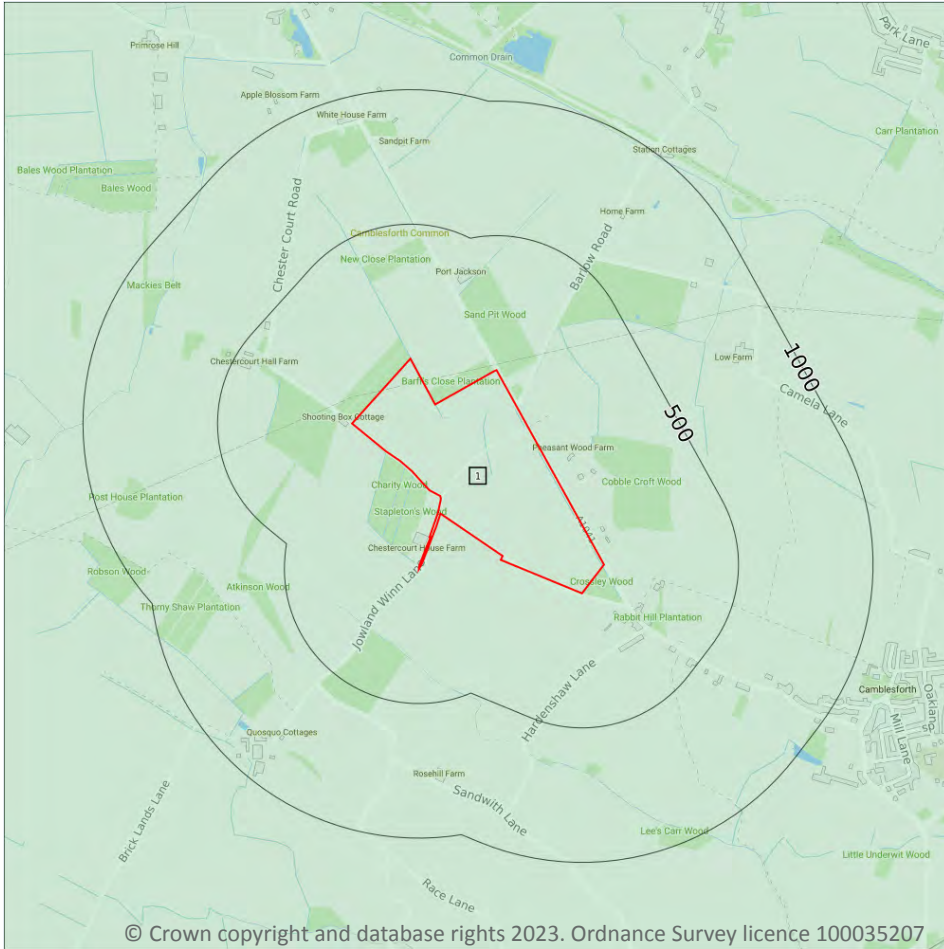 Park Lane
Primrose Hill
Common Drain
Apple Blossom Farm
White House Farm
Sandpit Farm
Carr Plantation
Station Cottages
Bales Wood Plantation
Bales Wood
Chester Court Road
Home Farm
Camblesforth Common
Barlow Road
New Close Plantation
Port Jackson
Mackies Belt
Sand Pit Wood
1000
Chestercourt Hall Farm
Low Farm
Barff's Close Plantation
Camela Lane
500
Shooting Box Cottage
Pheasant Wood Farm
1
Charity Wood
Cobble Croft Wood
Post House Plantation
Stapleton's Wood
A1041
Chestercourt House Farm
Robson Wood
Atkinson Wood
Crossley Wood
Thorny Shaw Plantation
Jowland Winn Lane
Rabbit Hill Plantation
Hardenshaw Lane
Camblesforth
Oaklands
Mill Lane
Quosquo Cottages
Rosehill Farm
Sandwith Lane
Brick Lands Lane
Lee's Carr Wood
Little Underwit Wood
Race Lane
© Crown copyright and database rights 2023. Ordnance Survey licence 100035207